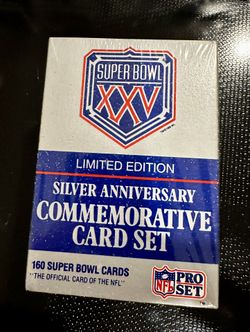 SUPER BOWL
XXV
LIMITED EDITION
SILVER ANNIVERSARY
COMMEMORATIVE
CARD SET
160 SUPER BOWL CARDS
"THE OFFICIAL CARD OF THE NFL"
NFL
PRO
SET